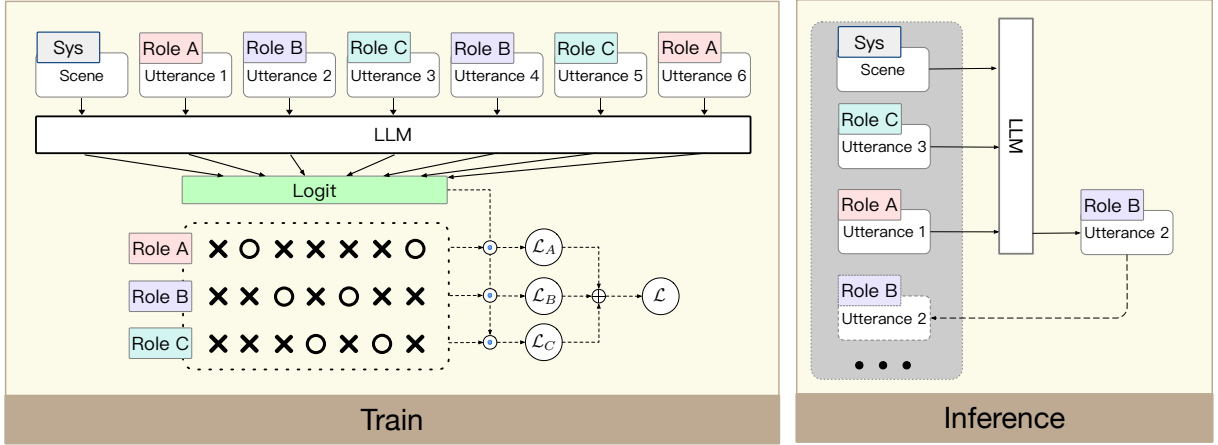 Sys
Scene
Role A
Utterance 1
Role B
Utterance 2
Role C
Utterance 3
Role B
Utterance 4
Role C
Utterance 5
Role A
Utterance 6
LLM
Logit
Role A
Role B
Role C
ℒA
ℒB
ℒC
ℒ
Train
Sys
Scene
Role C
Utterance 3
Role A
Utterance 1
Role B
Utterance 2
LLM
Role B
Utterance 2
Inference